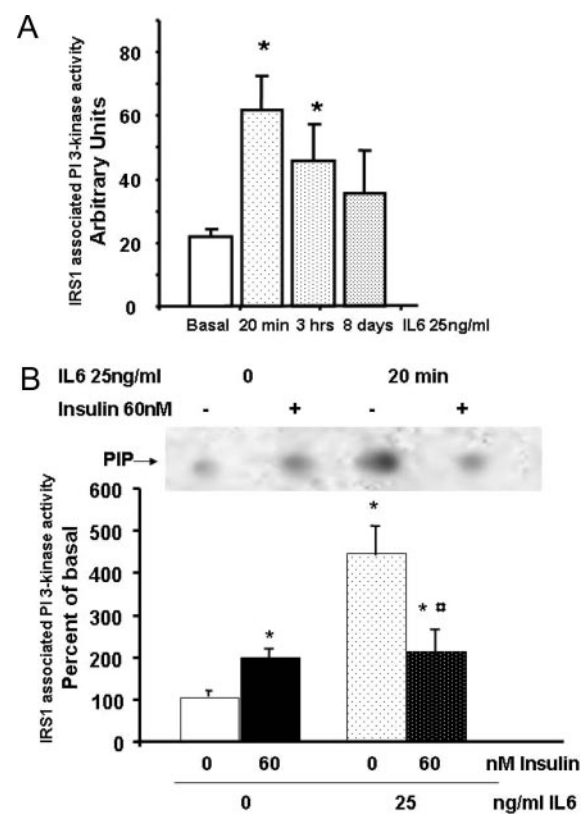 A
IRS1 associated PI 3-kinase activity
Arbitrary Units
80
60
40
20
0
*
*
Basal 20 min 3 hrs 8 days IL6 25ng/ml
B
IL6 25ng/ml 0 20 min
Insulin 60nM - + - +
PIP→
IRS1 associated PI 3-kinase activity
Percent of basal
600
500
400
300
200
100
0
*
*
* ¤
0 60 0 60 nM Insulin
0 25 ng/ml IL6